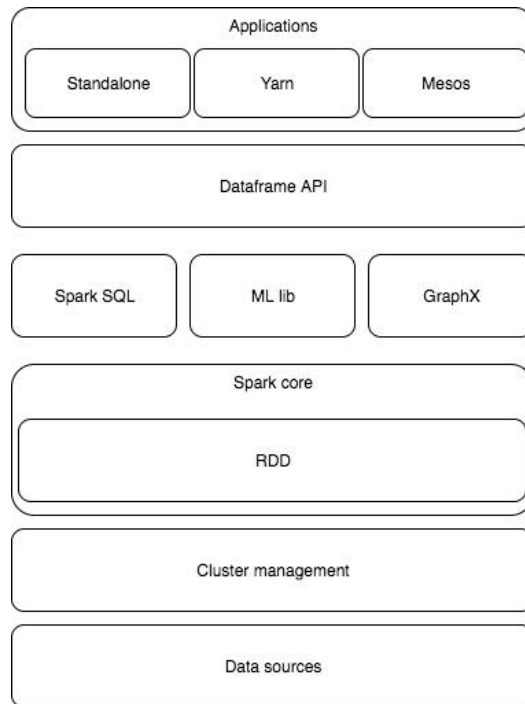 Applications
Standalone Yarn Mesos
Dataframe API
Spark SQL ML lib GraphX
Spark core
RDD
Cluster management
Data sources